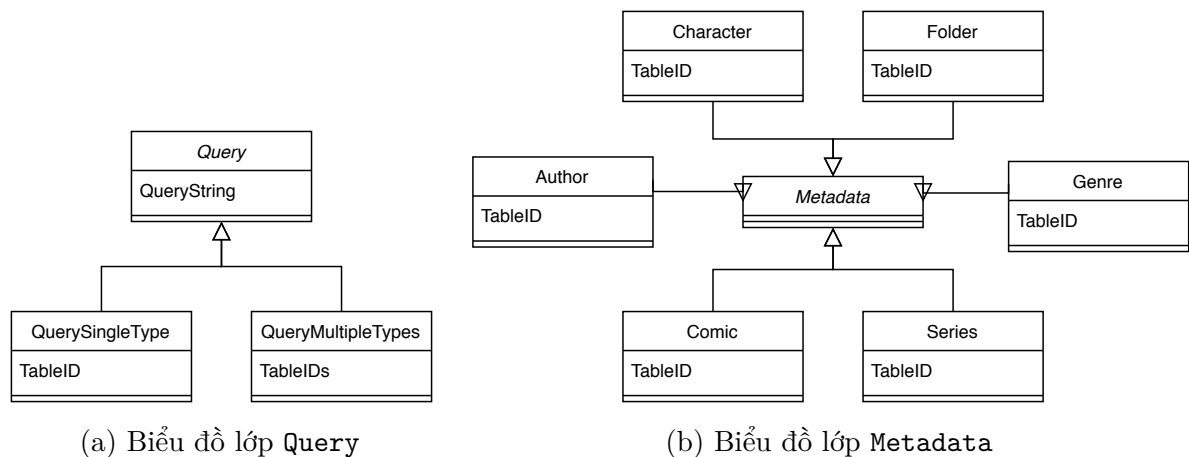 Query
QueryString
QuerySingleType
TableID
QueryMultipleTypes
TableIDs
(a) Biểu đồ lớp Query
Character
TableID
Folder
TableID
Author
TableID
Metadata
Genre
TableID
Comic
TableID
Series
TableID
(b) Biểu đồ lớp Metadata